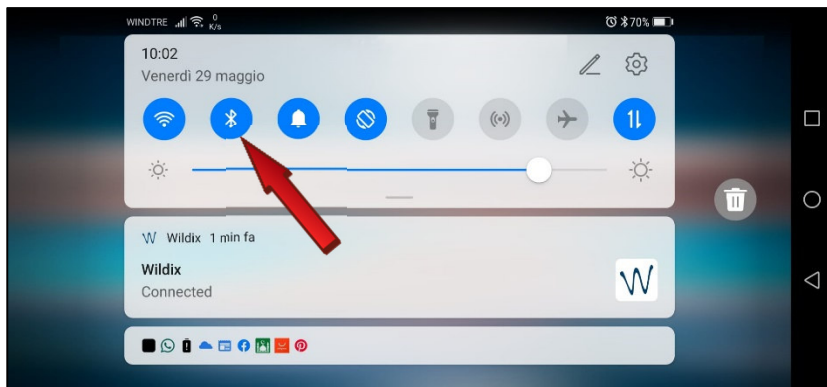 WINDTRE 0 K/s 70%
10:02
Venerdì 29 maggio
W Wildix 1 min fa
Wildix
Connected
W